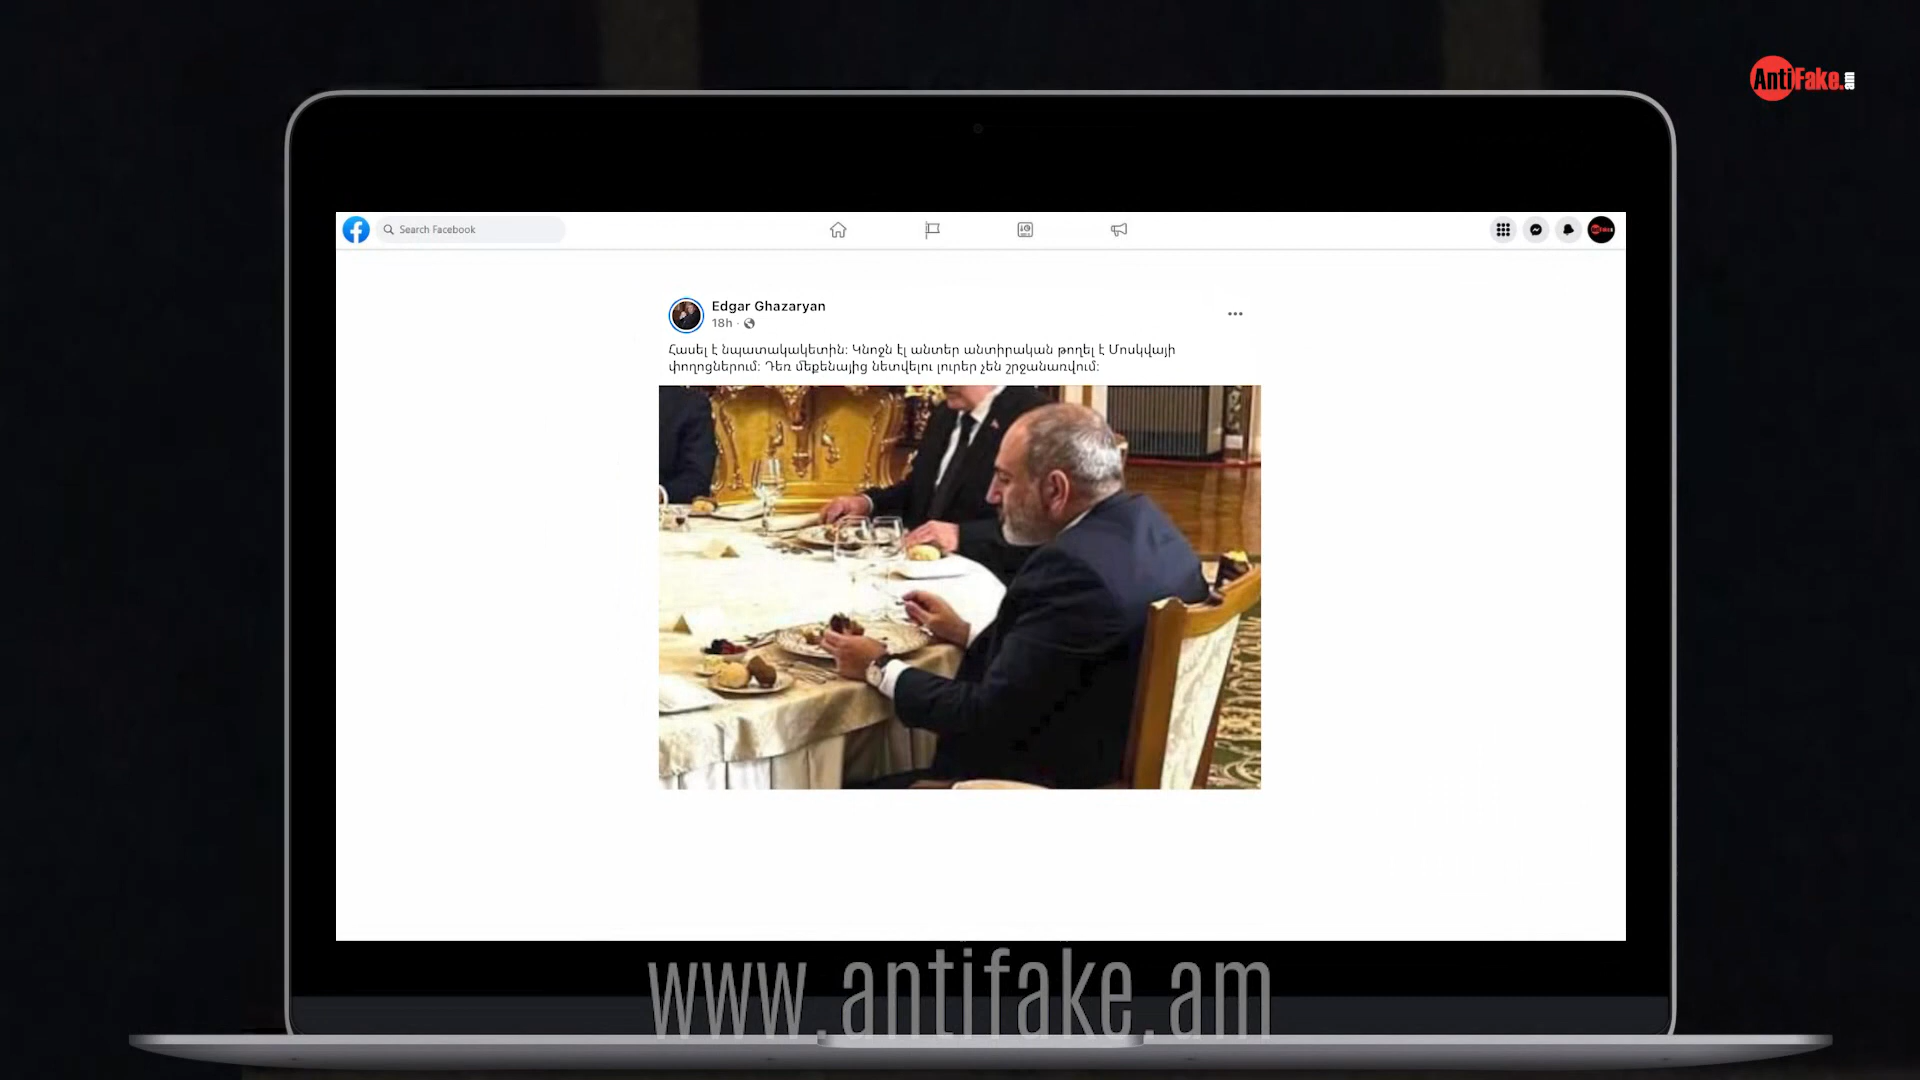 AntiFake.am
Search Facebook
Edgar Ghazaryan
18h ·
Հասել է նպատակակետին: Կնոջն էլ անտեր անտիրական թողել է Մոսկվայի
փողոցներում: Դեռ մեքենայից նետվելու լուրեր չեն շրջանառվում:
www.antifake.am